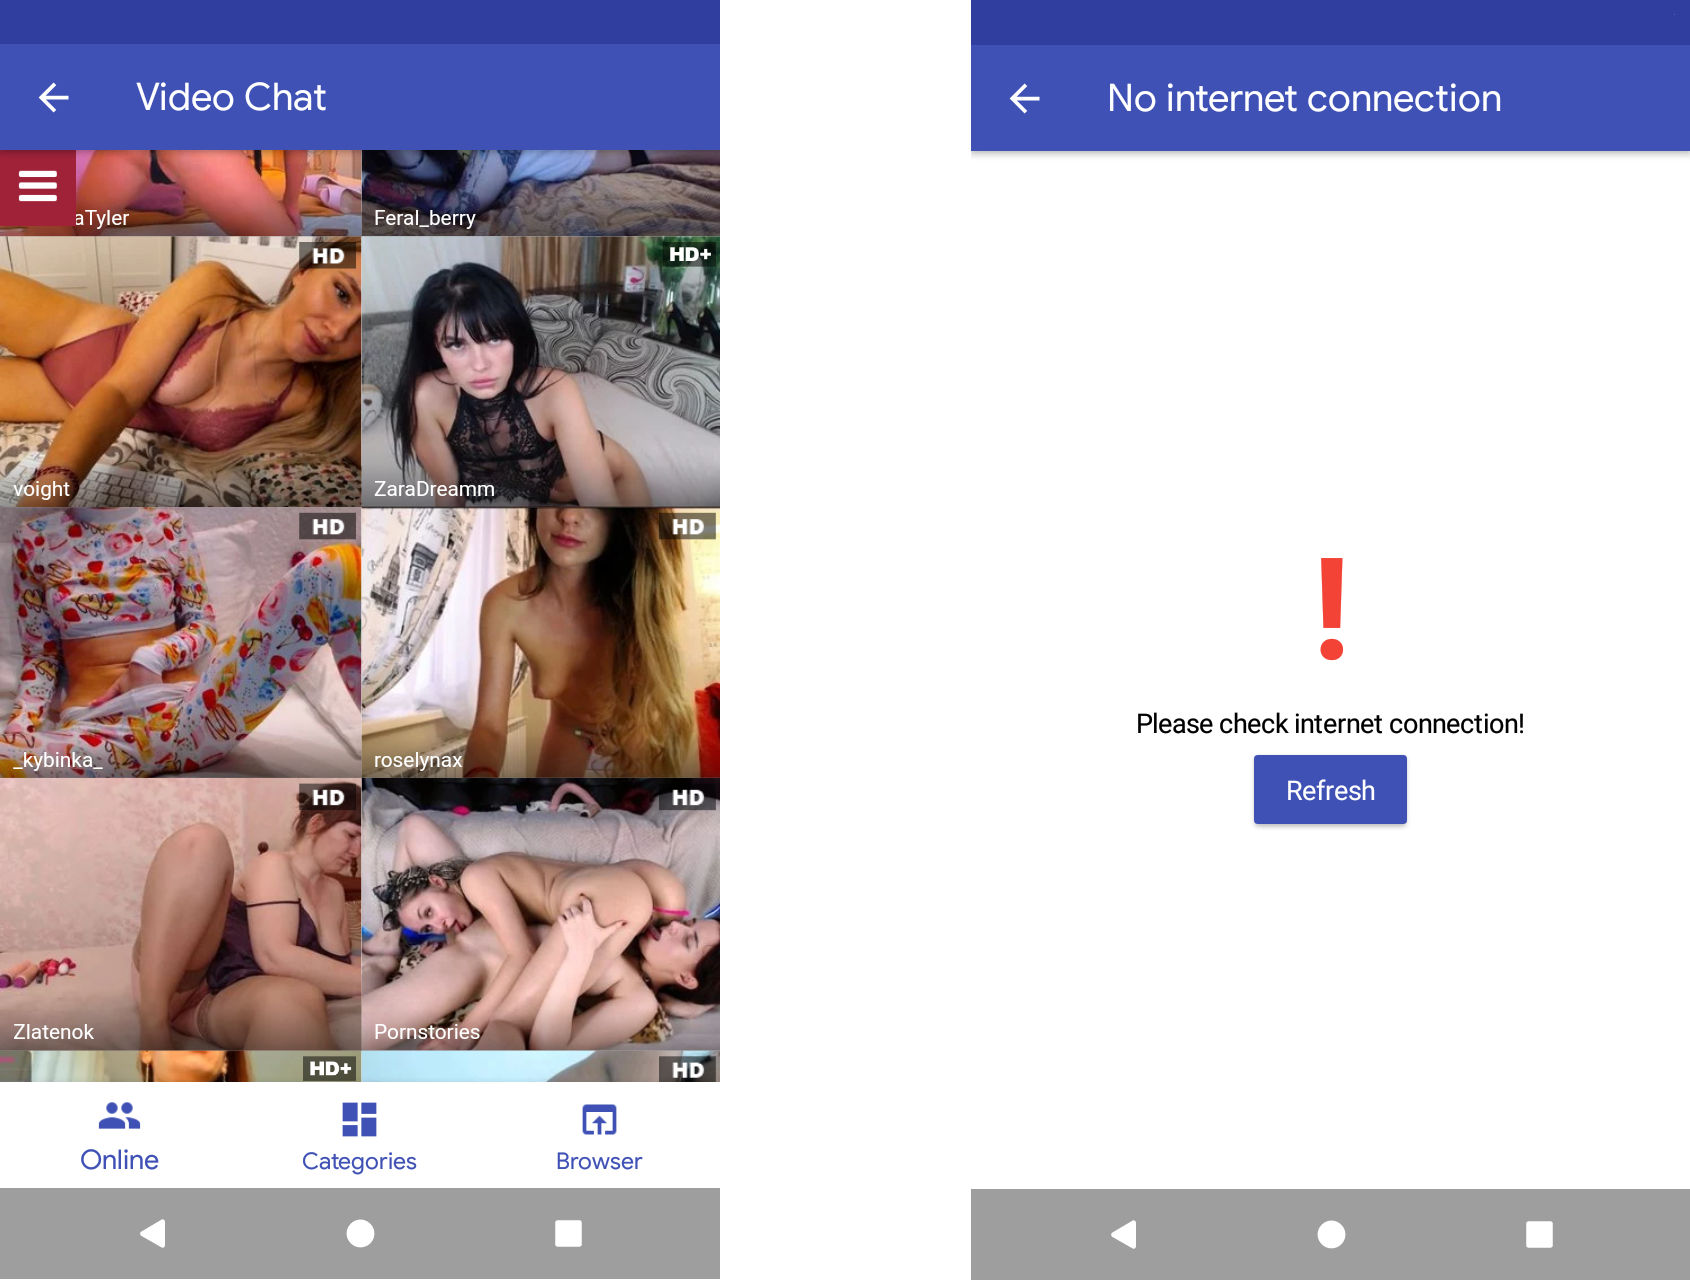 Video Chat
aTyler
Feral_berry
HD
HD+
voight
ZaraDreamm
HD
HD
_kybinka_
roselynax
HD
HD
Zlatenok
Pornstories
HD+
HD
Online
Categories
Browser
No internet connection
Please check internet connection!
Refresh